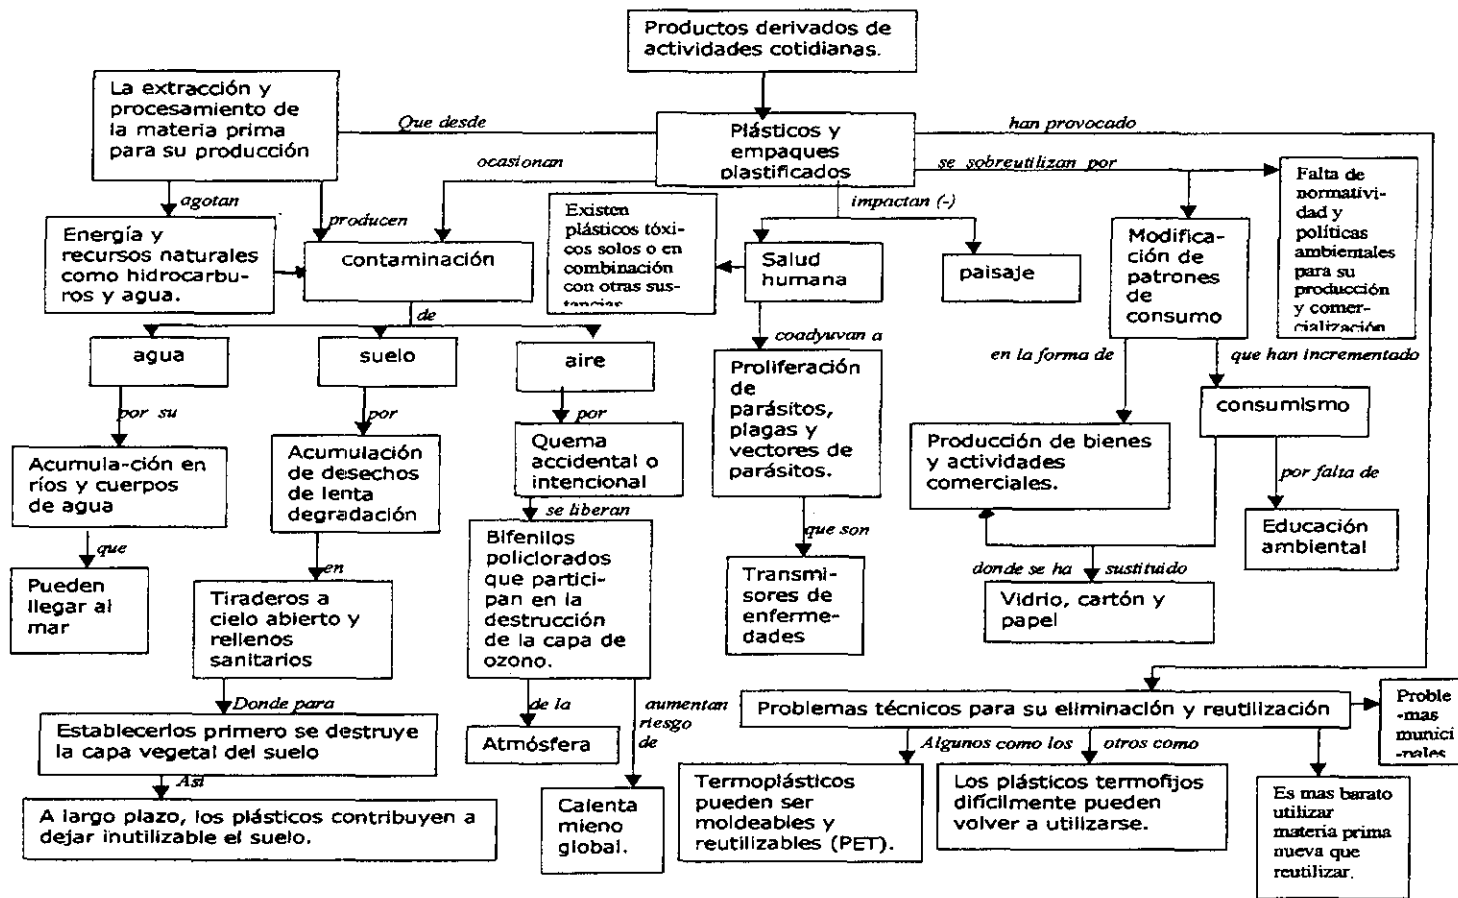 Productos derivados de
actividades cotidianas.
La extracción y
procesamiento de
la materia prima
para su producción
Que desde
Plásticos y
empaques
plastificados
han provocado
ocasionan
se sobreutilizan por
agotan
producen
impactan (-)
Energía y
recursos naturales
como hidrocarbu-
ros y agua.
contaminación
Existen
plásticos tóxi-
cos solos o en
combinación
con otras sus-
tancias
Salud
humana
paisaje
Modifica-
ción de
patrones
de
consumo
Falta de
normativi-
dad y
políticas
ambientales
para su
producción
y comer-
cialización
de
agua
suelo
aire
coadyuvan a
en la forma de
que han incrementado
por su
por
por
Proliferación
de
parásitos,
plagas y
vectores de
parásitos.
consumismo
Acumula-ción en
ríos y cuerpos
de agua
Acumulación
de desechos
de lenta
degradación
Quema
accidental o
intencional
Producción de bienes
y actividades
comerciales.
por falta de
que
en
se liberan
que son
Educación
ambiental
Pueden
llegar al
mar
Tiraderos a
cielo abierto y
rellenos
sanitarios
Bifenilos
policlorados
que partici-
pan en la
destrucción
de la capa de
ozono.
Transmi-
sores de
enferme-
dades
donde se ha
sustituido
Vidrio, cartón y
papel
Donde para
de la
aumentan
riesgo
de
Establecerlos primero se destruye
la capa vegetal del suelo
Atmósfera
Problemas técnicos para su eliminación y reutilización
Proble
-mas
munici
-pales
Así
Algunos como los
otros como
A largo plazo, los plásticos contribuyen a
dejar inutilizable el suelo.
Calenta
mieno
global.
Termoplásticos
pueden ser
moldeables y
reutilizables (PET).
Los plásticos termofijos
difícilmente pueden
volver a utilizarse.
Es mas barato
utilizar
materia prima
nueva que
reutilizar.